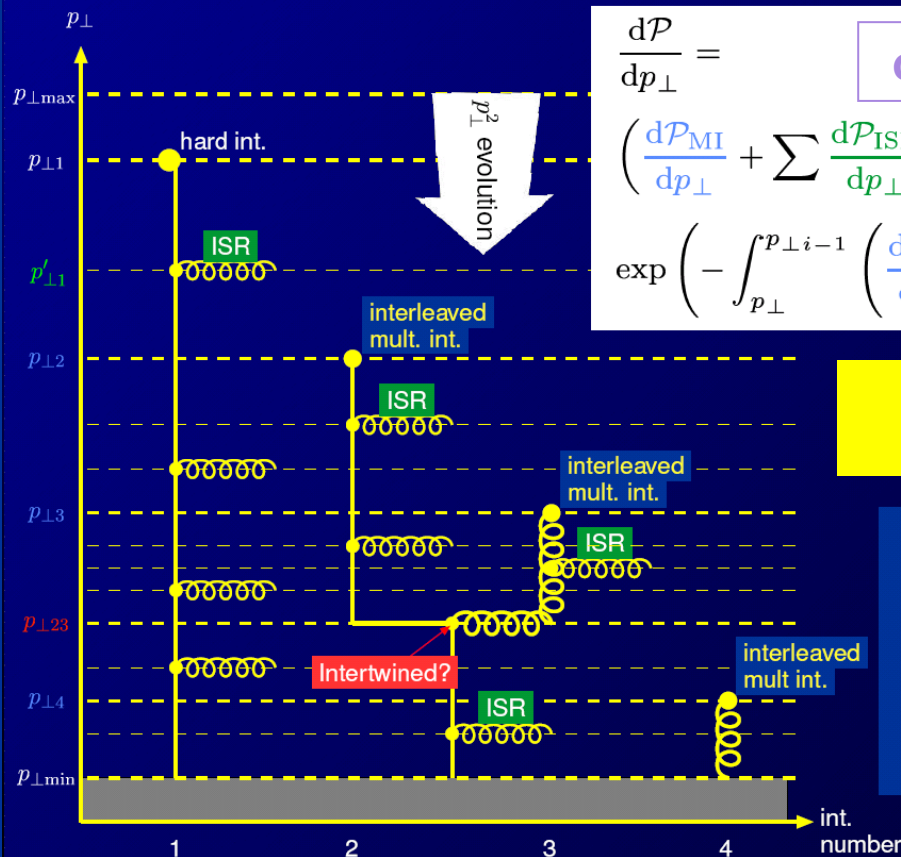 p⊥
p⊥max
p⊥1
p′⊥1
p⊥2
p⊥3
p⊥23
p⊥4
p⊥min
hard int.
ISR
p²⊥ evolution
interleaved
mult. int.
ISR
interleaved
mult. int.
ISR
Intertwined?
interleaved
mult int.
ISR
int.
number
1 2 3 4
dP
dp⊥ =
( dP_MI / dp⊥ + ∑ dP_IS / dp⊥
exp ( − ∫_{p⊥}^{p⊥i−1} ( d